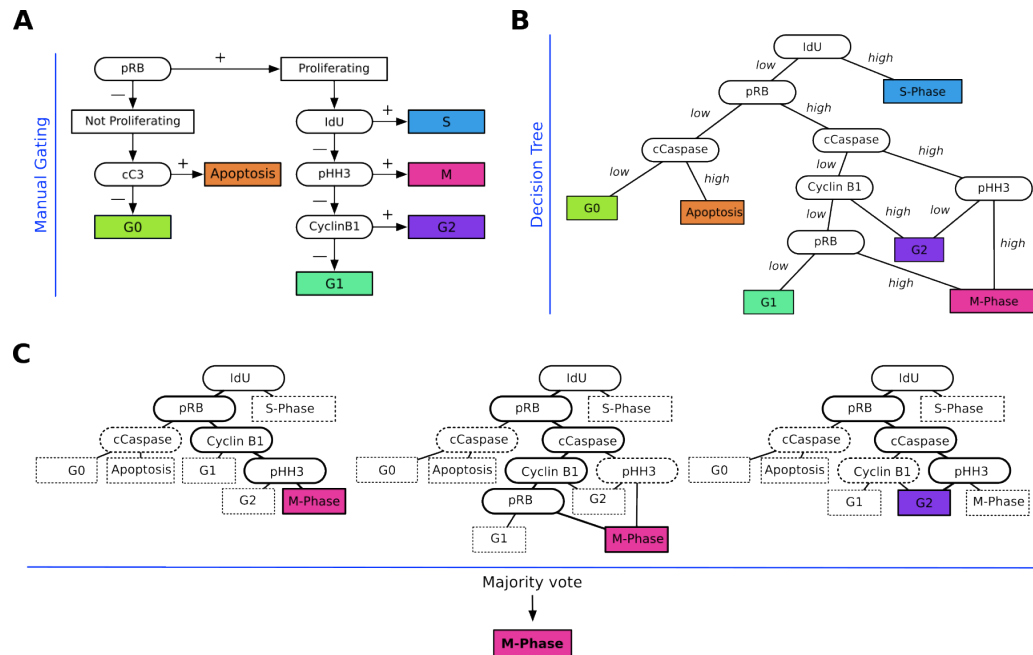 A
Manual Gating
pRB
+
Proliferating
—
Not Proliferating
—
IdU
+
S
—
cC3
+
Apoptosis
pHH3
+
M
—
—
G0
CyclinB1
+
G2
—
G1
B
Decision Tree
IdU
low
high
pRB
S-Phase
low
high
cCaspase
cCaspase
low
high
low
high
Cyclin B1
pHH3
G0
Apoptosis
low
high
low
pRB
G2
low
high
high
G1
M-Phase
C
IdU
pRB
S-Phase
cCaspase
Cyclin B1
G0
Apoptosis
G1
pHH3
G2
M-Phase
IdU
pRB
S-Phase
cCaspase
cCaspase
G0
Apoptosis
Cyclin B1
pHH3
pRB
G2
G1
M-Phase
IdU
pRB
S-Phase
cCaspase
cCaspase
G0
Apoptosis
Cyclin B1
pHH3
G1
G2
M-Phase
Majority vote
M-Phase